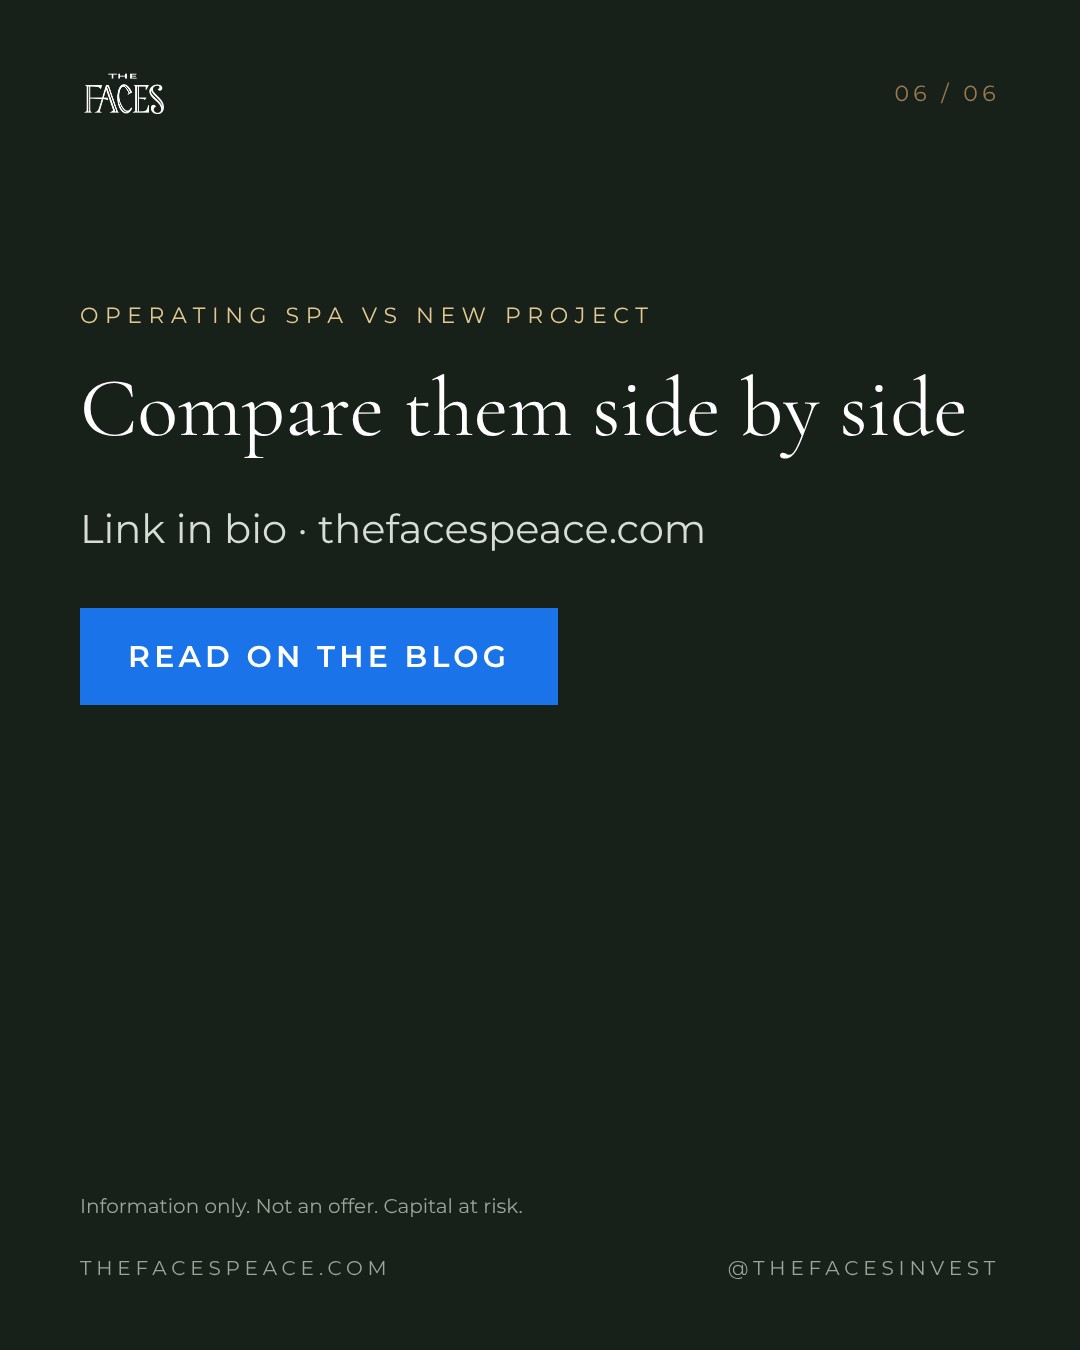 THE
FACES
06 / 06
OPERATING SPA VS NEW PROJECT
Compare them side by side
Link in bio · thefacespeace.com
READ ON THE BLOG
Information only. Not an offer. Capital at risk.
THEFACESPEACE.COM
@THEFACESINVEST